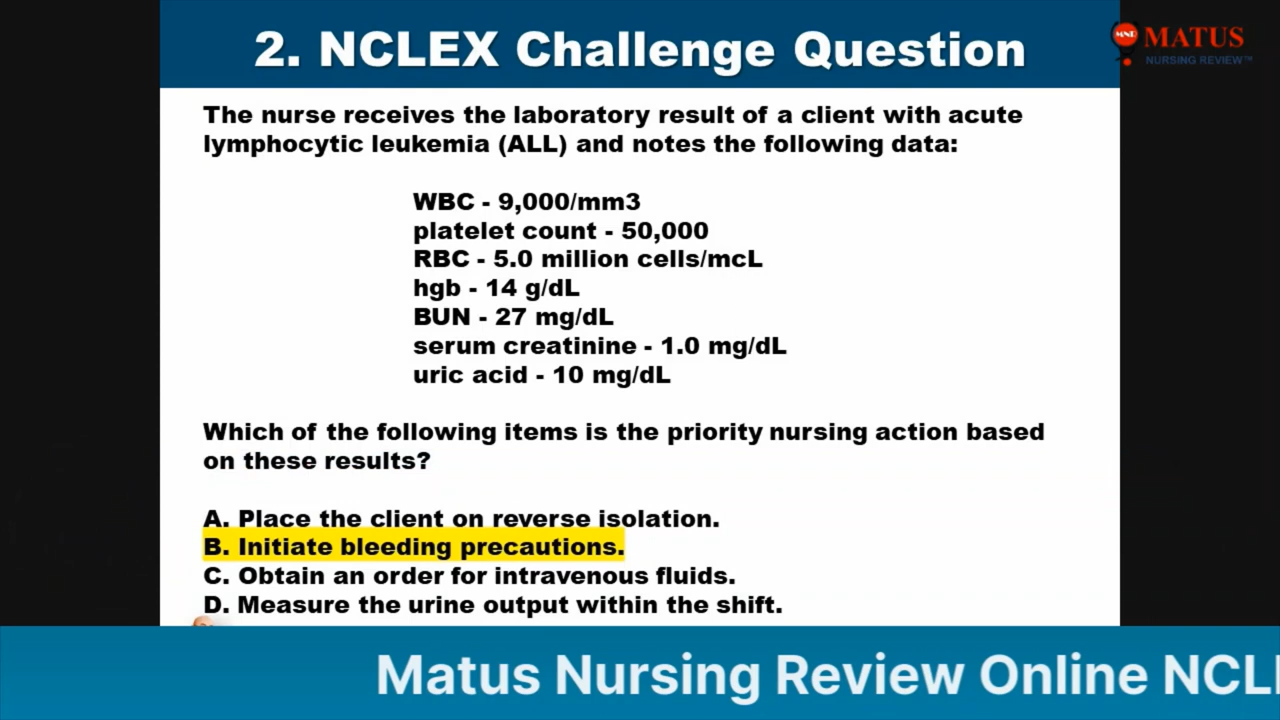 2. NCLEX Challenge Question
MNR
MATUS
NURSING REVIEW™
The nurse receives the laboratory result of a client with acute
lymphocytic leukemia (ALL) and notes the following data:
WBC - 9,000/mm3
platelet count - 50,000
RBC - 5.0 million cells/mcL
hgb - 14 g/dL
BUN - 27 mg/dL
serum creatinine - 1.0 mg/dL
uric acid - 10 mg/dL
Which of the following items is the priority nursing action based
on these results?
A. Place the client on reverse isolation.
B. Initiate bleeding precautions.
C. Obtain an order for intravenous fluids.
D. Measure the urine output within the shift.
Matus Nursing Review Online NCL